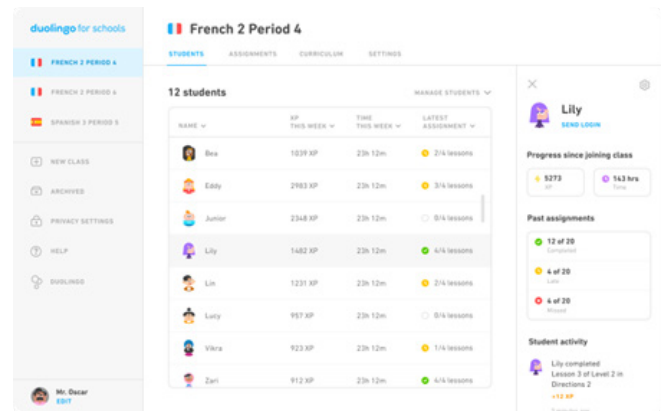 duolingo for schools
FRENCH 2 PERIOD 4
FRENCH 2 PERIOD 6
SPANISH 3 PERIOD 5
NEW CLASS
ARCHIVED
PRIVACY SETTINGS
HELP
DUOLINGO
Mr. Oscar
EDIT
French 2 Period 4
STUDENTS ASSIGNMENTS CURRICULUM SETTINGS
12 students MANAGE STUDENTS
NAME XP THIS WEEK TIME THIS WEEK LATEST ASSIGNMENT
Bea 1039 XP 23h 12m 2/4 lessons
Eddy 2983 XP 23h 12m 3/4 lessons
Junior 2348 XP 23h 12m 0/4 lessons
Lily 1482 XP 23h 12m 4/4 lessons
Lin 1231 XP 23h 12m 2/4 lessons
Lucy 957 XP 23h 12m 0/4 lessons
Vikra 923 XP 23h 12m 1/4 lessons
Zari 912 XP 23h 12m 4/4 lessons
Lily
SEND LOGIN
Progress since joining class
5273 143 hrs
XP Time
Past assignments
12 of 20
Completed
4 of 20
Late
4 of 20
Missed
Student activity
Lily completed
Lesson 3 of Level 2 in
Directions 2
+12 XP